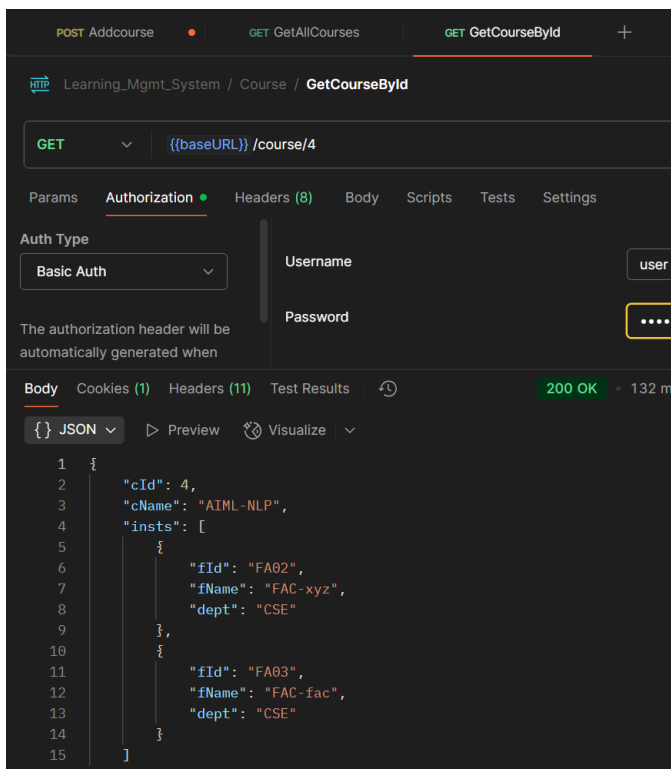 POST Addcourse
GET GetAllCourses
GET GetCourseById
HTTP Learning_Mgmt_System / Course / GetCourseById
GET
{{baseURL}} /course/4
Params Authorization Headers (8) Body Scripts Tests Settings
Auth Type
Basic Auth
The authorization header will be
automatically generated when
Username
user
Password
Body Cookies (1) Headers (11) Test Results
200 OK • 132 m
{} JSON Preview Visualize
1 {
2 "cId": 4,
3 "cName": "AIML-NLP",
4 "insts": [
5 {
6 "fId": "FA02",
7 "fName": "FAC-xyz",
8 "dept": "CSE"
9 },
10 {
11 "fId": "FA03",
12 "fName": "FAC-fac",
13 "dept": "CSE"
14 }
15 ]